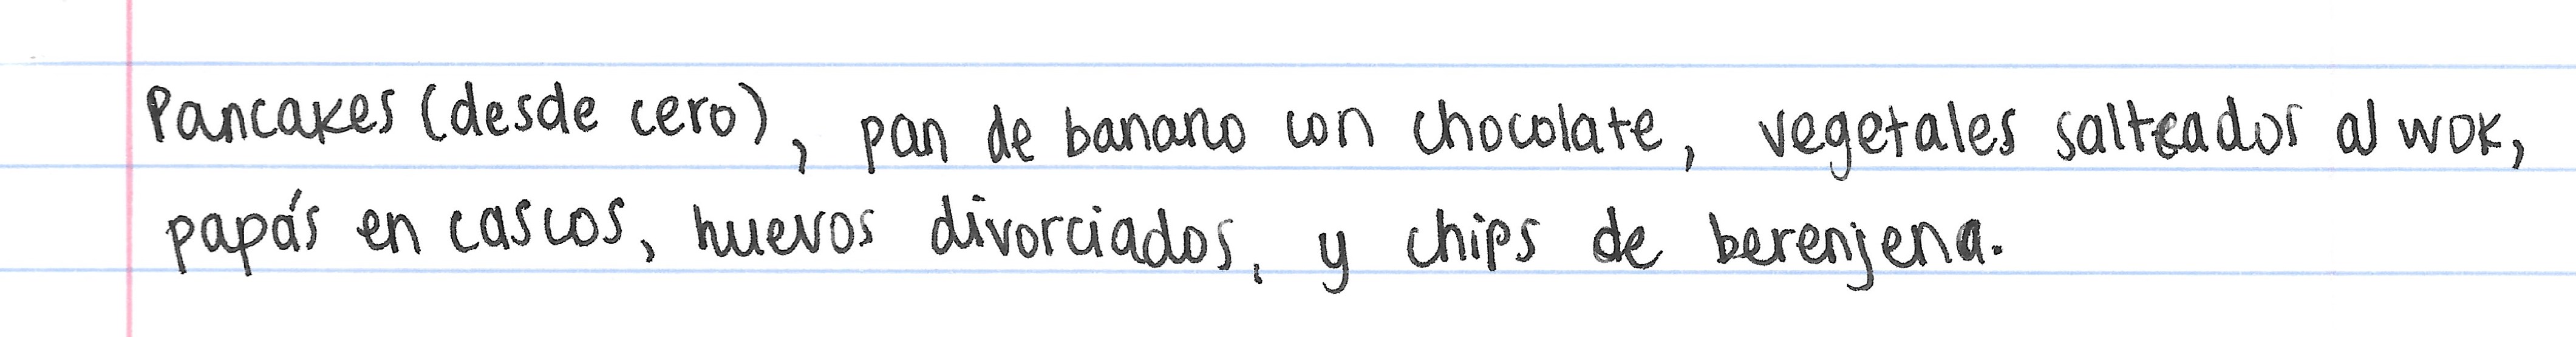 Pancakes (desde cero), pan de banano con chocolate, vegetales salteados al wok,
papás en cascos, huevos divorciados, y chips de berenjena.